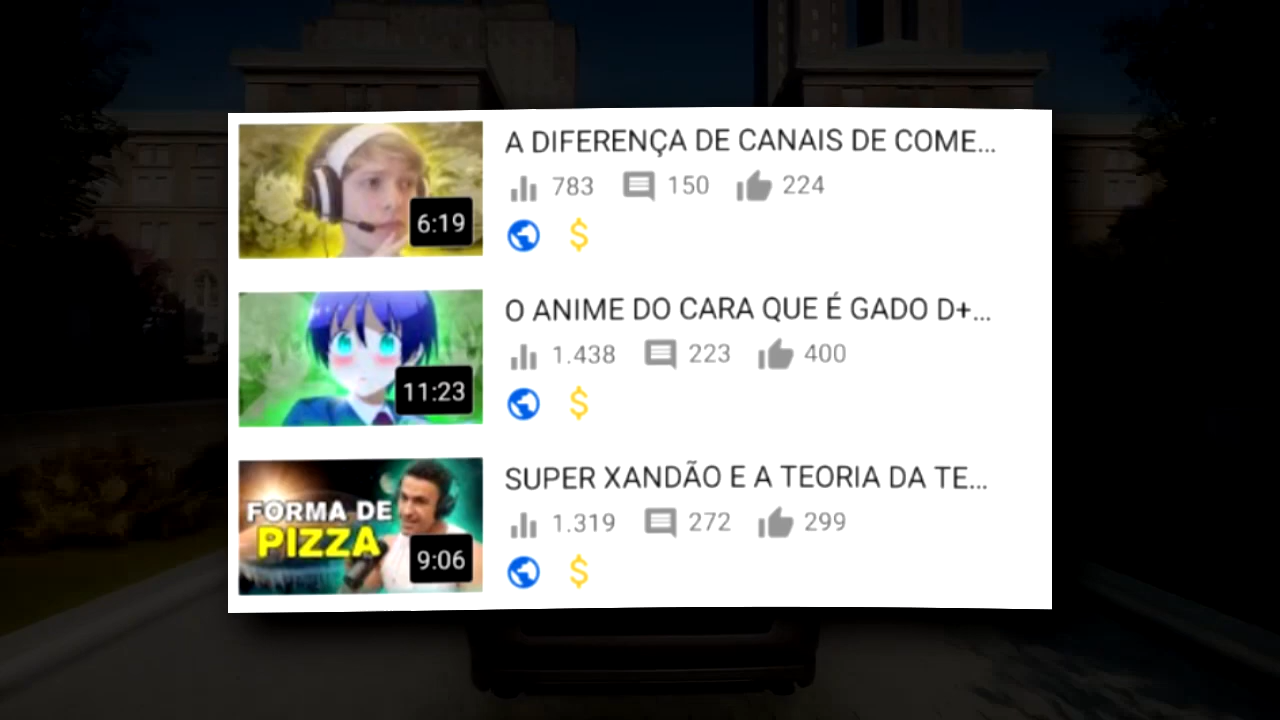 A DIFERENÇA DE CANAIS DE COME...
783 150 224
6:19
O ANIME DO CARA QUE É GADO D+...
1.438 223 400
11:23
SUPER XANDÃO E A TEORIA DA TE...
1.319 272 299
FORMA DE
PIZZA
9:06